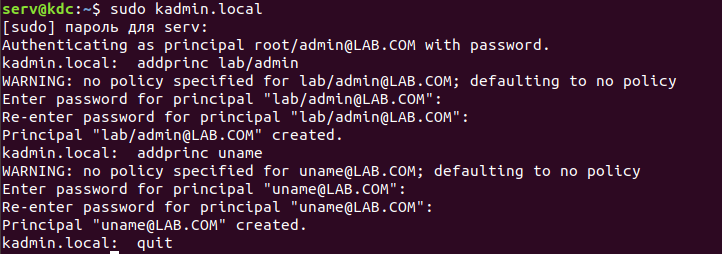 serv@kdc:~$ sudo kadmin.local
[sudo] пароль для serv:
Authenticating as principal root/admin@LAB.COM with password.
kadmin.local:  addprinc lab/admin
WARNING: no policy specified for lab/admin@LAB.COM; defaulting to no policy
Enter password for principal "lab/admin@LAB.COM":
Re-enter password for principal "lab/admin@LAB.COM":
Principal "lab/admin@LAB.COM" created.
kadmin.local:  addprinc uname
WARNING: no policy specified for uname@LAB.COM; defaulting to no policy
Enter password for principal "uname@LAB.COM":
Re-enter password for principal "uname@LAB.COM":
Principal "uname@LAB.COM" created.
kadmin.local:  quit